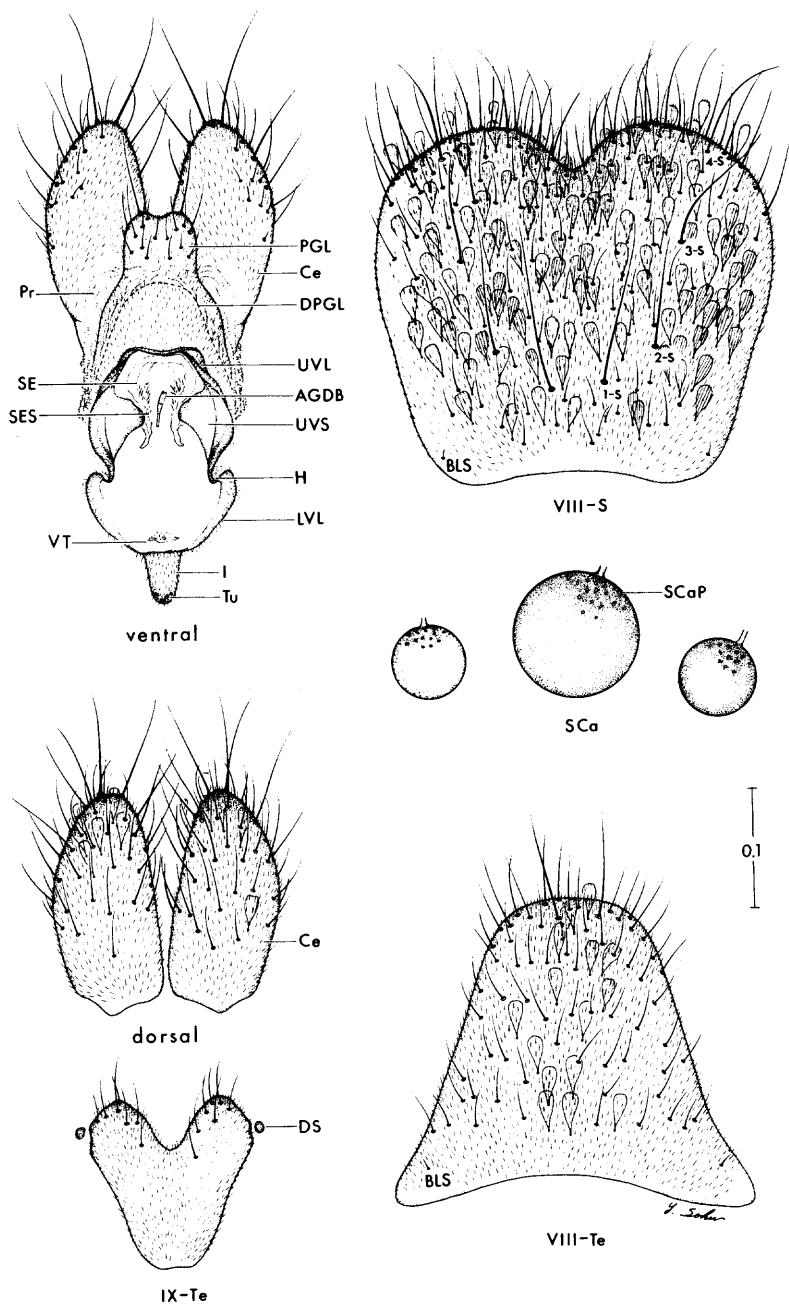 PGL
Ce
Pr
DPGL
UVL
SE
AGDB
SES
UVS
H
LVL
VT
I
Tu
ventral
4-S
3-S
2-S
1-S
BLS
VIII-S
SCaP
SCa
0.1
Ce
dorsal
DS
IX-Te
BLS
VIII-Te